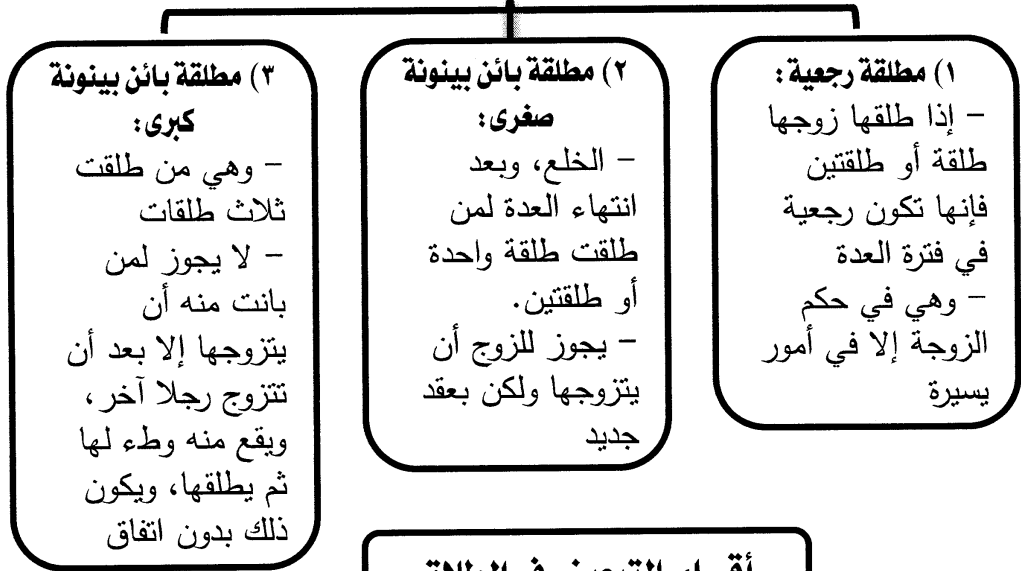 ١) مطلقة رجعية:
– إذا طلقها زوجها
طلقة أو طلقتين
فإنها تكون رجعية
في فترة العدة
– وهي في حكم
الزوجة إلا في أمور
يسيرة
٢) مطلقة بائن بينونة
صغرى:
– الخلع، وبعد
انتهاء العدة لمن
طلقت طلقة واحدة
أو طلقتين.
– يجوز للزوج أن
يتزوجها ولكن بعقد
جديد
٣) مطلقة بائن بينونة
كبرى:
– وهي من طلقت
ثلاث طلقات
– لا يجوز لمن
بانت منه أن
يتزوجها إلا بعد أن
تتزوج رجلا آخر،
ويقع منه وطء لها
ثم يطلقها، ويكون
ذلك بدون اتفاق